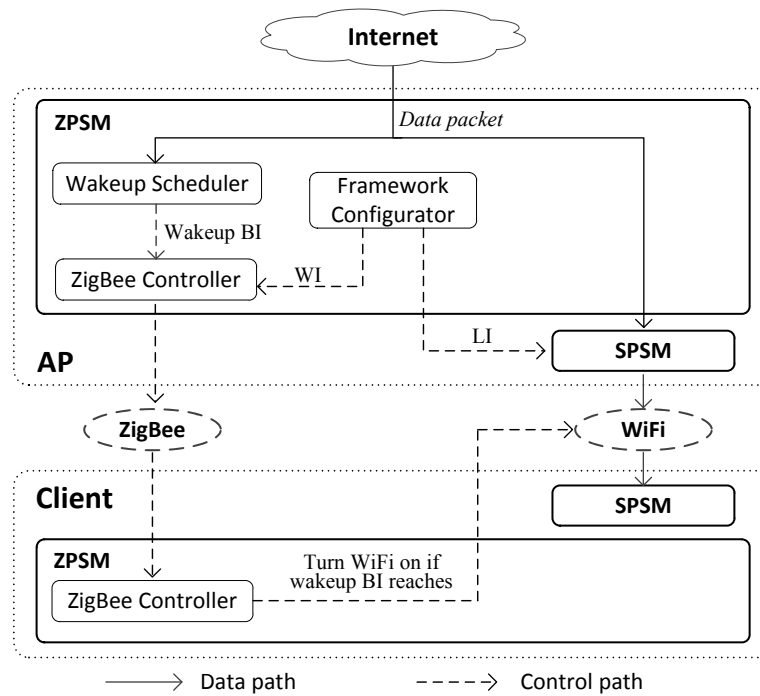 Internet
ZPSM
Data packet
Wakeup Scheduler
Framework
Configurator
Wakeup BI
ZigBee Controller
WI
LI
SPSM
AP
ZigBee
WiFi
Client
SPSM
ZPSM
Turn WiFi on if
wakeup BI reaches
ZigBee Controller
Data path
Control path